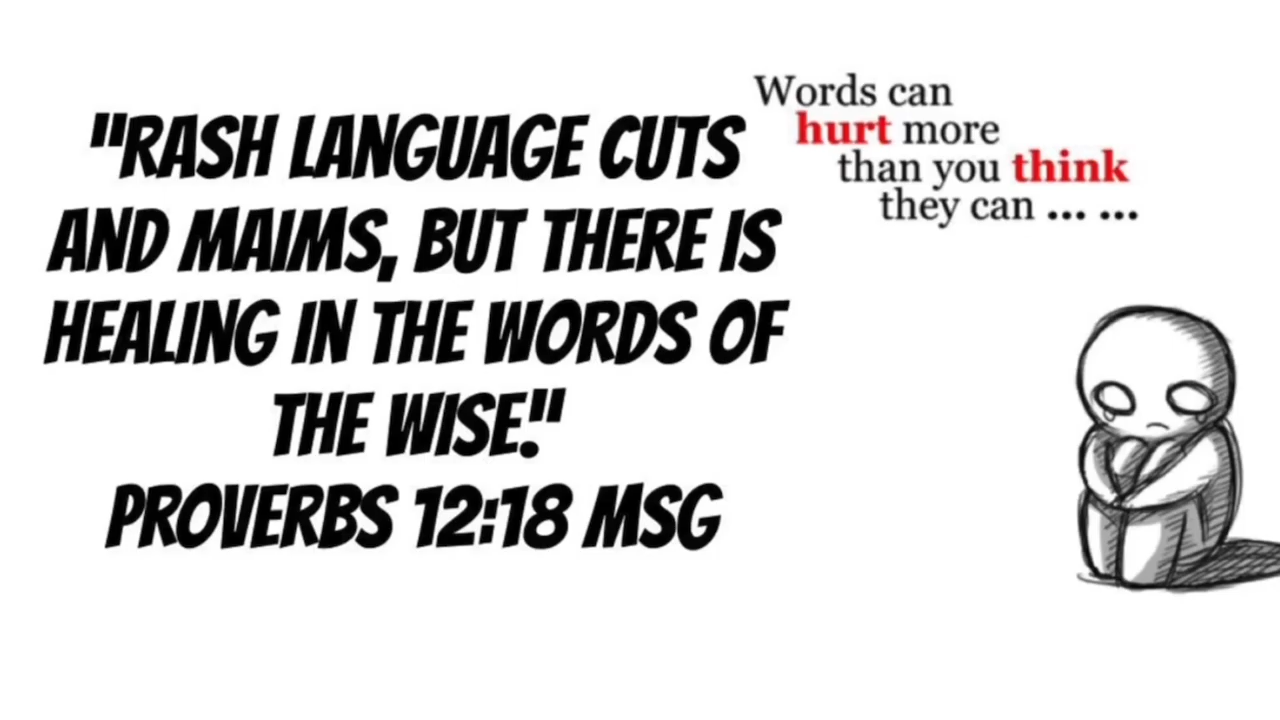 "RASH LANGUAGE CUTS
AND MAIMS, BUT THERE IS
HEALING IN THE WORDS OF
THE WISE."
PROVERBS 12:18 MSG
Words can
hurt more
than you think
they can ... ...